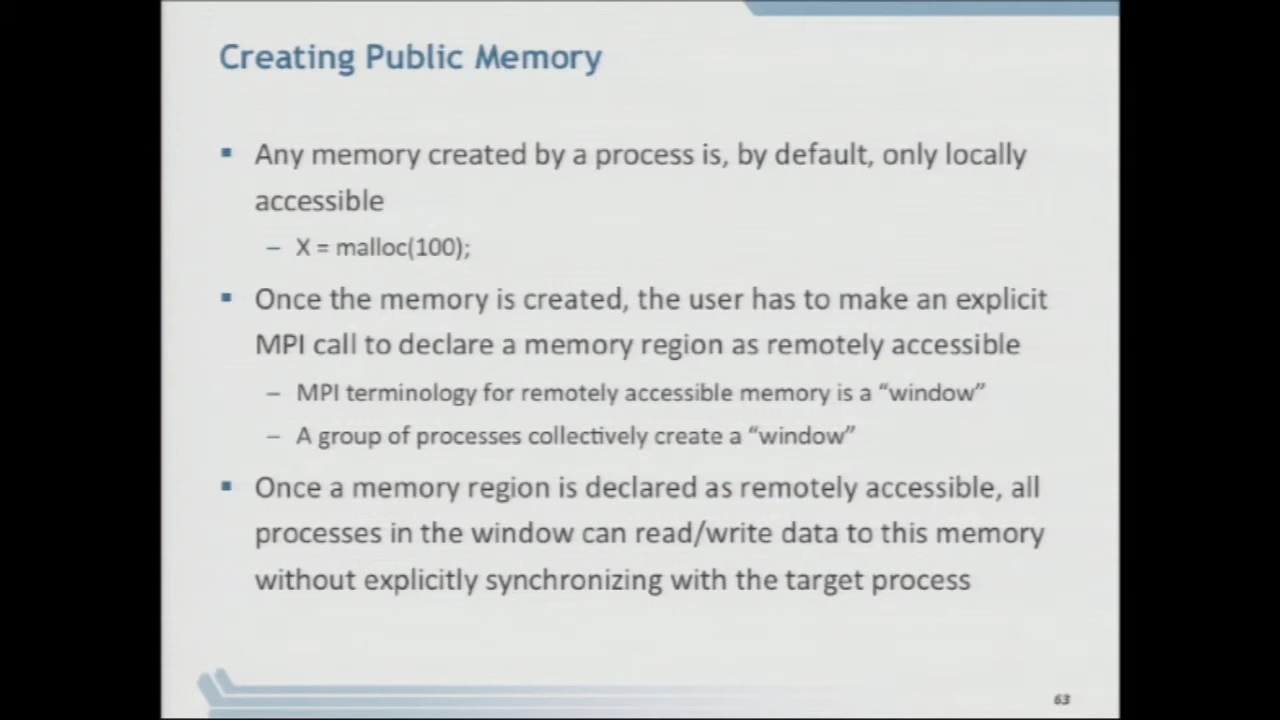 Creating Public Memory
▪ Any memory created by a process is, by default, only locally
accessible
– X = malloc(100);
▪ Once the memory is created, the user has to make an explicit
MPI call to declare a memory region as remotely accessible
– MPI terminology for remotely accessible memory is a “window”
– A group of processes collectively create a “window”
▪ Once a memory region is declared as remotely accessible, all
processes in the window can read/write data to this memory
without explicitly synchronizing with the target process
63